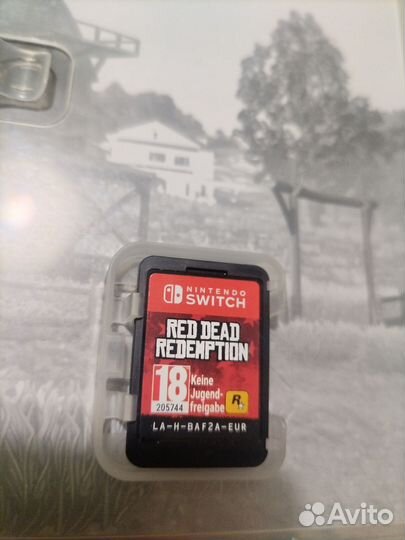 NINTENDO
SWITCH
RED DEAD
REDEMPTION
18
205744
Keine
Jugend-
freigabe
R
LA-H-BAF2A-EUR
Avito